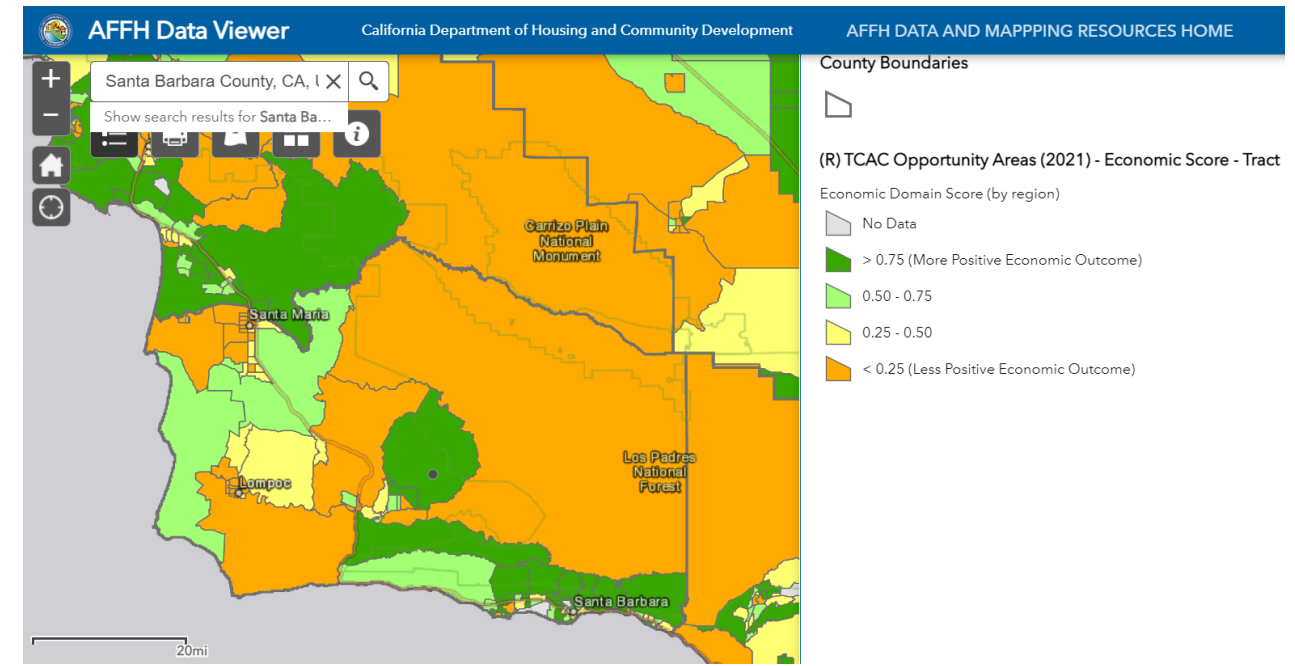 AFFH Data Viewer
California Department of Housing and Community Development
AFFH DATA AND MAPPPING RESOURCES HOME
+
Santa Barbara County, CA, U
−
Show search results for Santa Ba...
County Boundaries
(R) TCAC Opportunity Areas (2021) - Economic Score - Tract
Economic Domain Score (by region)
No Data
> 0.75 (More Positive Economic Outcome)
0.50 - 0.75
0.25 - 0.50
< 0.25 (Less Positive Economic Outcome)
Carrizo Plain
National
Monument
Santa Maria
Los Padres
National
Forest
Lompoc
Santa Barbara
20mi